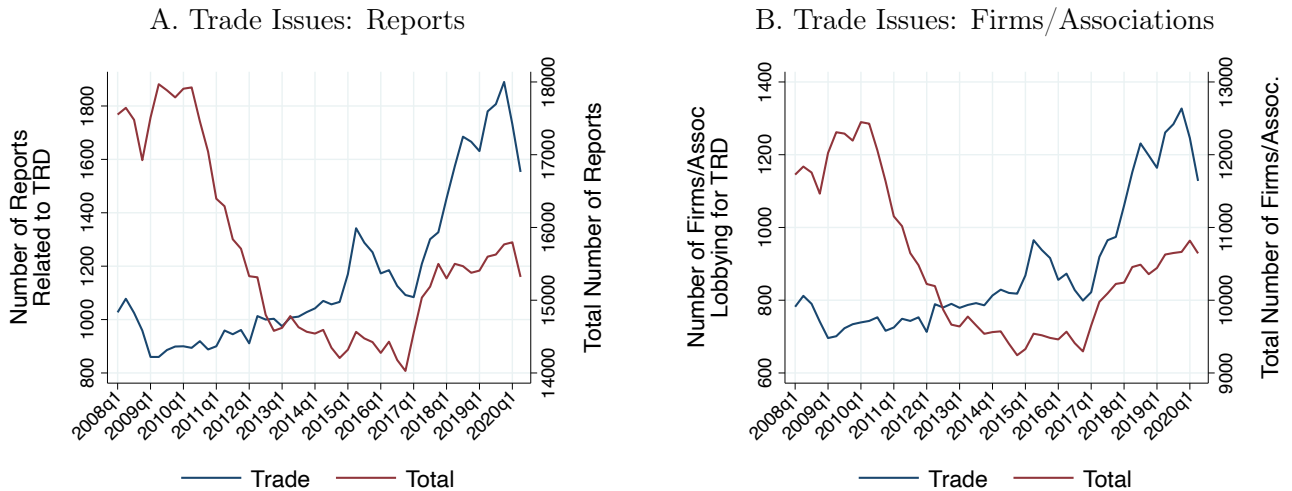 A. Trade Issues: Reports
Number of Reports
Related to TRD
1800
1600
1400
1200
1000
800
18000
17000
16000
15000
14000
Total Number of Reports
2008q1
2009q1
2010q1
2011q1
2012q1
2013q1
2014q1
2015q1
2016q1
2017q1
2018q1
2019q1
2020q1
Trade
Total
B. Trade Issues: Firms/Associations
Number of Firms/Assoc
Lobbying for TRD
1400
1200
1000
800
600
13000
12000
11000
10000
9000
Total Number of Firms/Assoc.
2008q1
2009q1
2010q1
2011q1
2012q1
2013q1
2014q1
2015q1
2016q1
2017q1
2018q1
2019q1
2020q1
Trade
Total